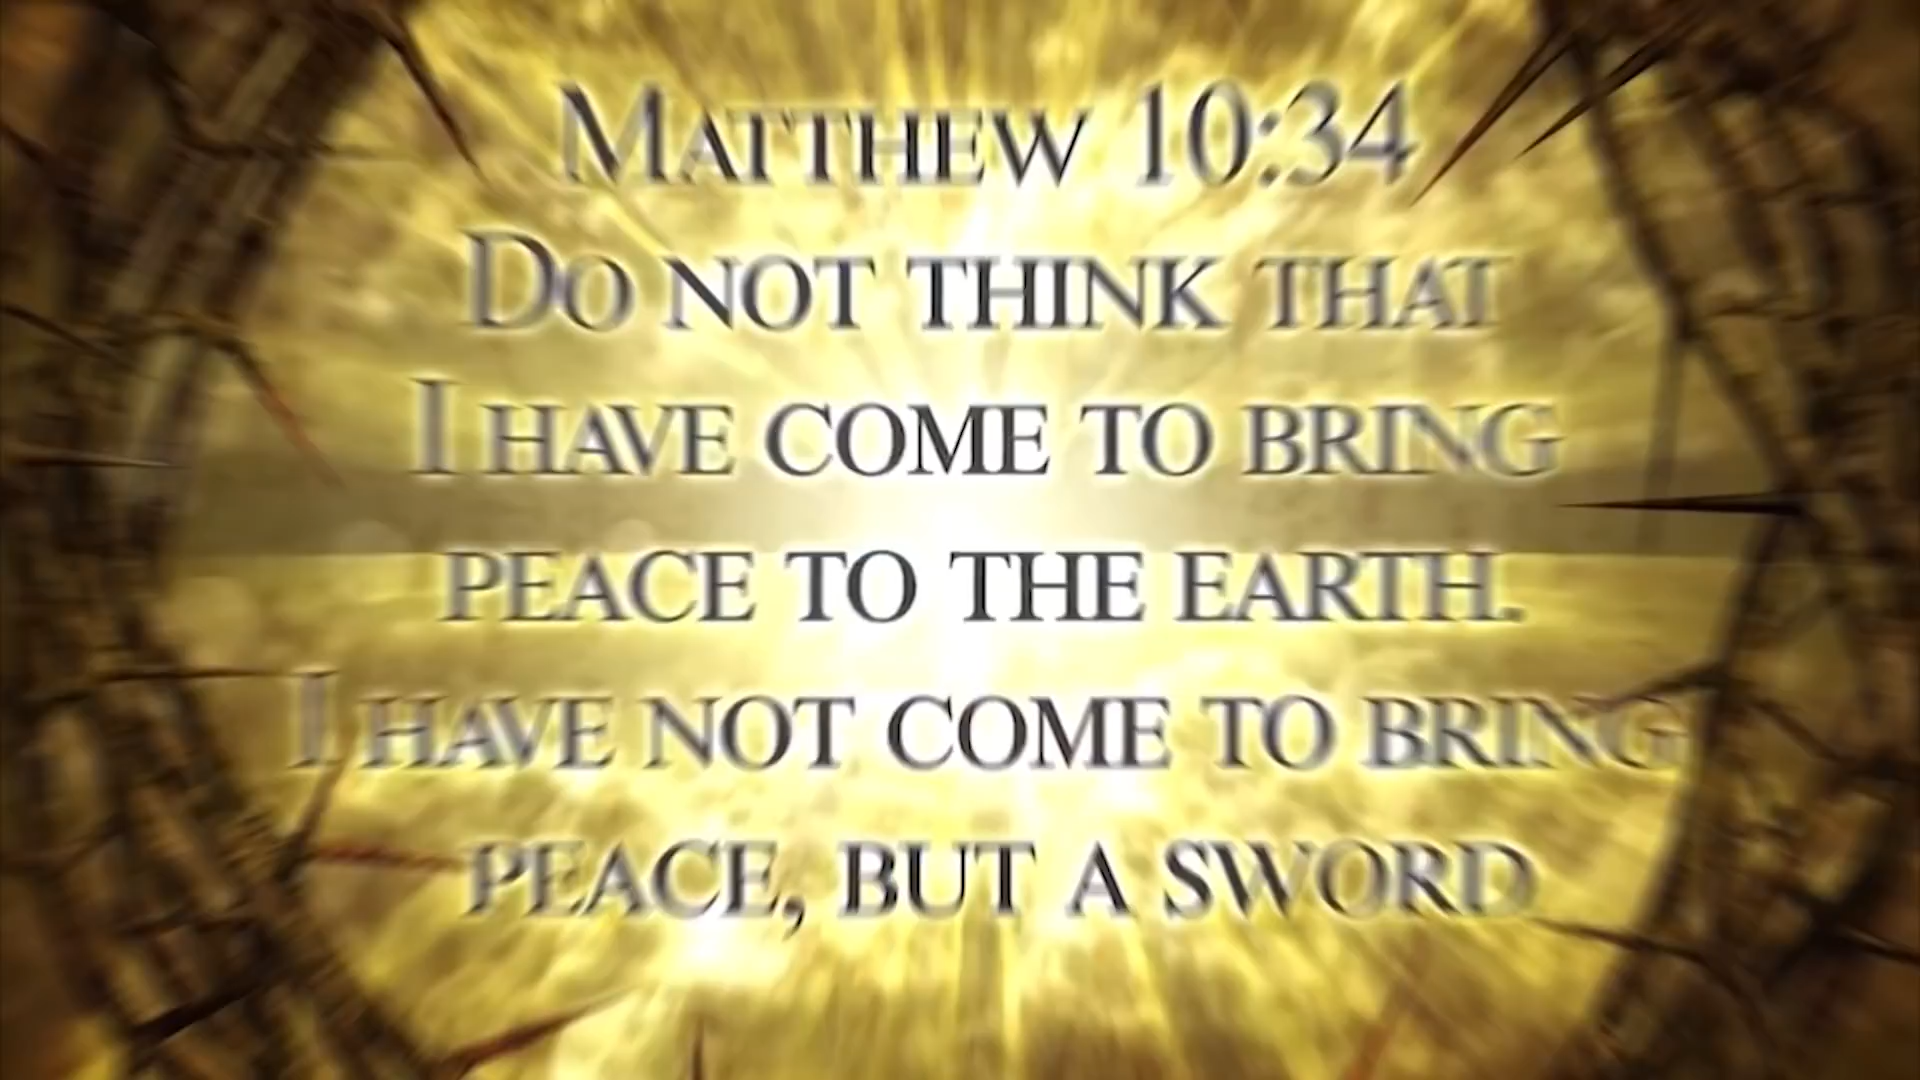 Matthew 10:34
Do not think that
I have come to bring
peace to the earth.
I have not come to bring
peace, but a sword